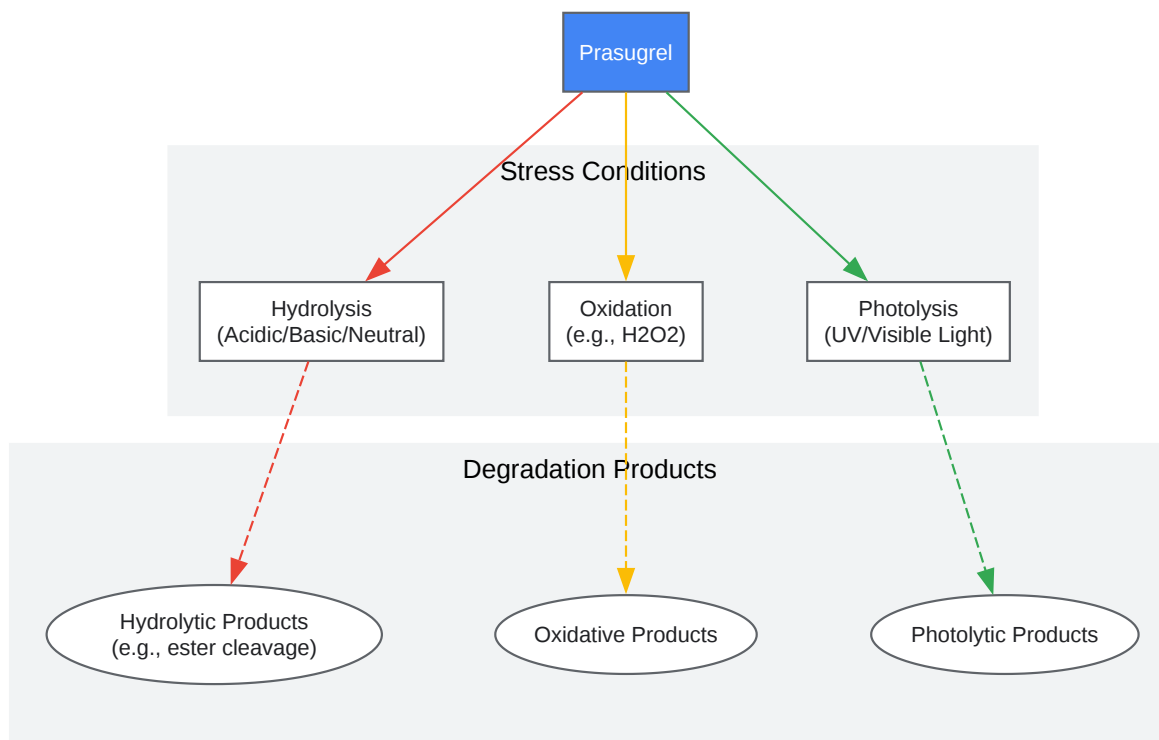 Prasugrel
Stress Conditions
Hydrolysis
(Acidic/Basic/Neutral)
Oxidation
(e.g., H2O2)
Photolysis
(UV/Visible Light)
Degradation Products
Hydrolytic Products
(e.g., ester cleavage)
Oxidative Products
Photolytic Products